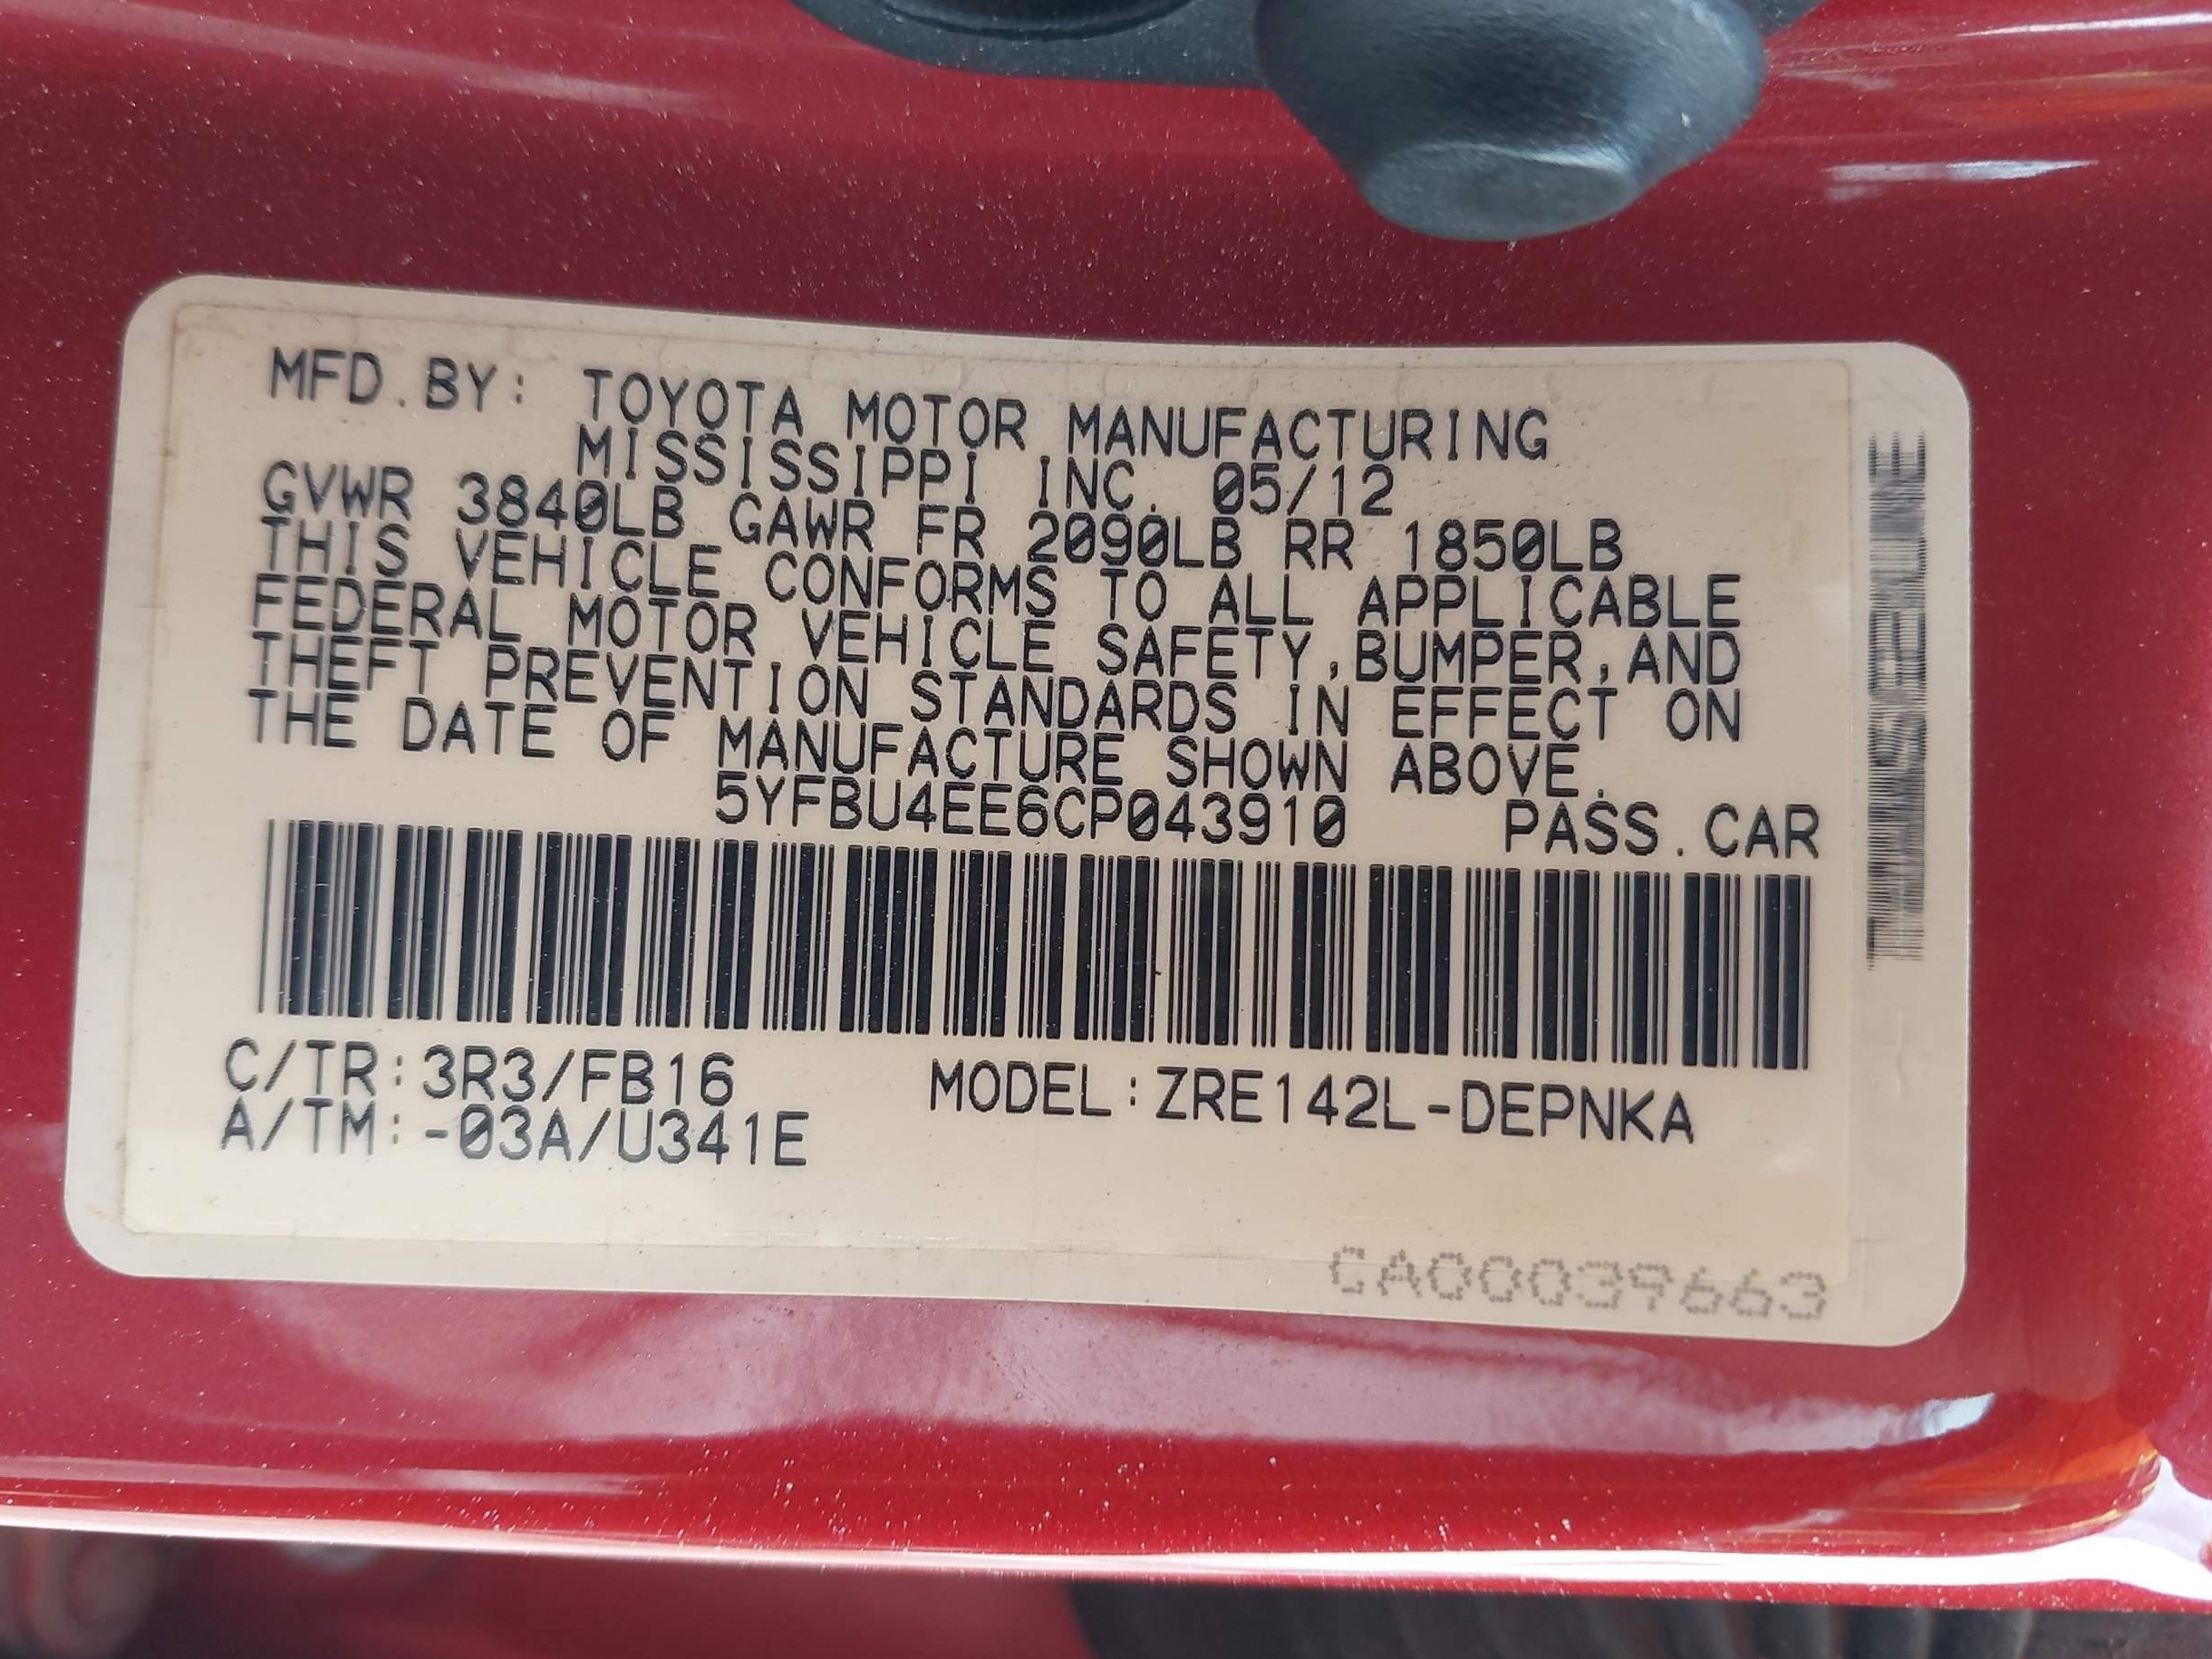 MFD.BY: TOYOTA MOTOR MANUFACTURING
MISSISSIPPI INC. 05/12
GVWR 3840LB GAWR FR 2090LB RR 1850LB
THIS VEHICLE CONFORMS TO ALL APPLICABLE
FEDERAL MOTOR VEHICLE SAFETY,BUMPER,AND
THEFT PREVENTION STANDARDS IN EFFECT ON
THE DATE OF MANUFACTURE SHOWN ABOVE.
5YFBU4EE6CP043910 PASS.CAR
C/TR:3R3/FB16 MODEL:ZRE142L-DEPNKA
A/TM:-03A/U341E
CA00039663